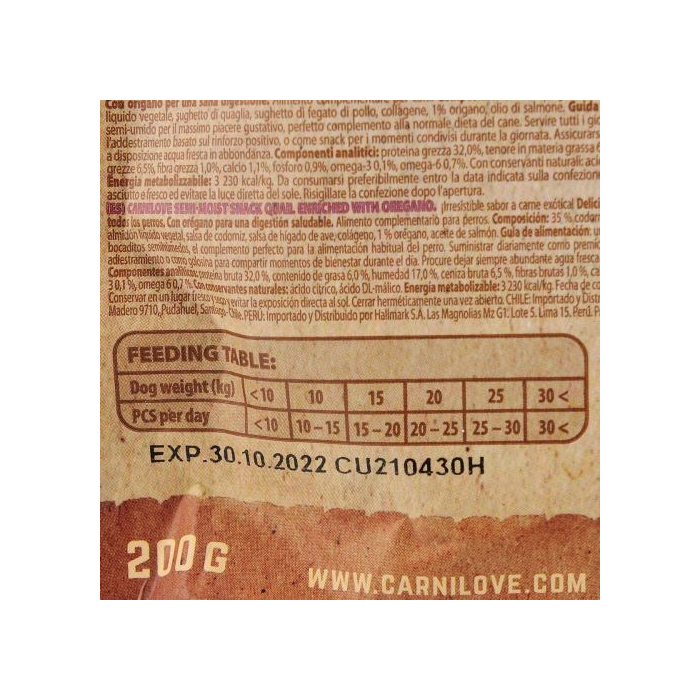 Con origano per una sana digestione. Alimento
liquido vegetale, sughetto di quaglia, sughetto di fegato di pollo, collagene, 1% origano, olio di salmone. Guida
semi-umido per il massimo piacere gustativo, perfetto complemento alla normale dieta del cane. Servire tutti i gio
l'addestramento basato sul rinforzo positivo, o come snack per i momenti condivisi durante la giornata. Assicurars
a disposizione acqua fresca in abbondanza. Componenti analitici: proteina grezza 32,0%, tenore in materia grassa 6
grezze 6,5%, fibra grezza 1,0%, calcio 1,1%, fosforo 0,9%, omega-3 0,1%, omega-6 0,7%. Con conservanti naturali: aci
Energia metabolizzabile: 3 230 kcal/kg. Da consumarsi preferibilmente entro la data indicata sulla confezione
asciutto e fresco ed evitare la luce diretta del sole. Risigillare la confezione dopo l'apertura.
(ES) CARNILOVE SEMI-MOIST SNACK QUAIL ENRICHED WITH OREGANO. ¡Irresistible sabor a carne exótica! Delici
todos los perros. Con orégano para una digestión saludable. Alimento complementario para perros. Composición: 35 % codorn
almidón líquido vegetal, salsa de codorniz, salsa de hígado de ave, colágeno, 1 % orégano, aceite de salmón. Guía de alimentación: u
bocaditos semihúmedos, el complemento perfecto para la alimentación habitual del perro. Suministrar diariamente como premio
adiestramiento o como golosina para compartir momentos de bienestar durante el día. Procure dejar siempre abundante agua fresca
Componentes analíticos: proteína bruta 32,0%, contenido de grasa 6,0%, humedad 17,0%, ceniza bruta 6,5 %, fibras brutas 1,0 %, ca
3 0,1 %, omega 6 0,7 %. Con conservantes naturales: ácido cítrico, ácido DL-málico. Energía metabolizable: 3 230 kcal/kg. Fecha de co
Conservar en un lugar fresco y seco y evitar la exposición directa al sol. Cerrar herméticamente una vez abierto. CHILE: Importado y Dist
Madero 9710, Pudahuel, Santiago- Chile. PERU: Importado y Distribuido por Hallmark S.A. Las Magnolias Mz G1. Lote 5. Lima 15. Perú. P
FEEDING TABLE:
Dog weight (kg) <10 10 15 20 25 30 <
PCS per day <10 10 – 15 15 – 20 20 – 25 25 – 30 30 <
EXP.30.10.2022 CU210430H
200 G
WWW.CARNILOVE.COM